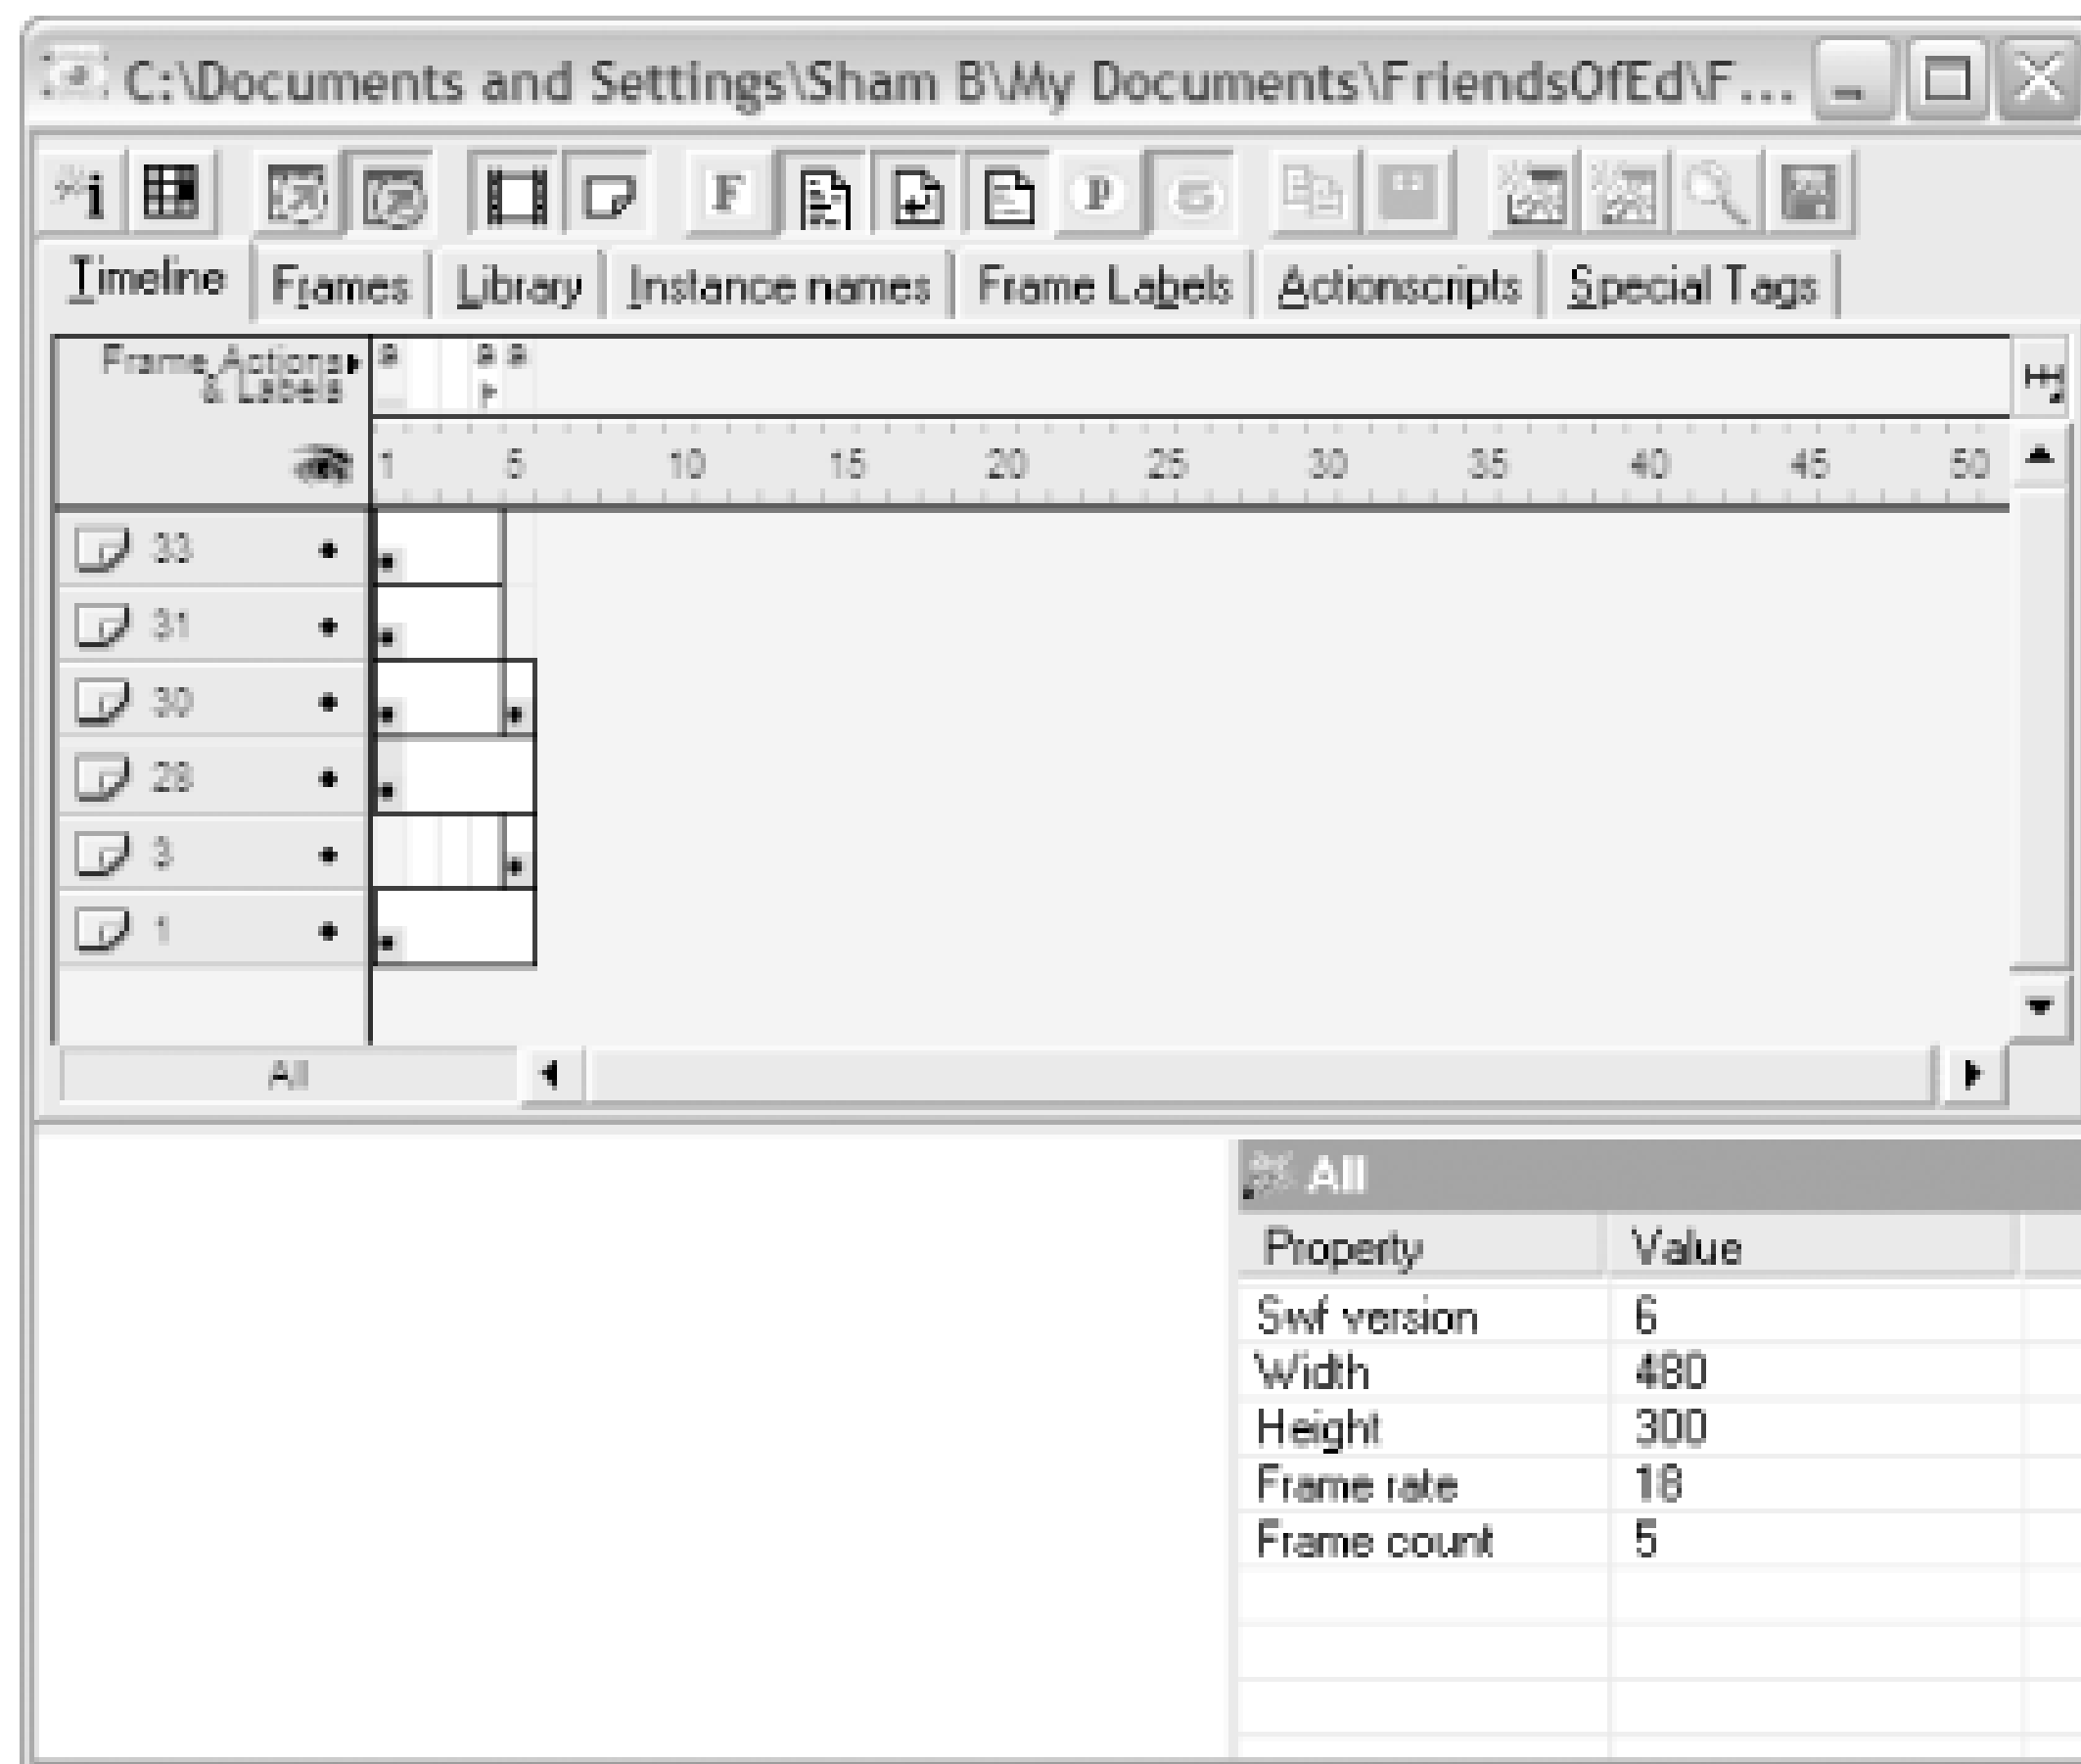 C:\Documents and Settings\Sham B\My Documents\FriendsOfEd\F...
i F P
Timeline Frames Library Instance names Frame Labels Actionscripts Special Tags
Frame Actions
& Labels
a a a
1 5 10 15 20 25 30 35 40 45 50
33
31
30
28
3
1
All
All
Property Value
Swf version 6
Width 480
Height 300
Frame rate 18
Frame count 5